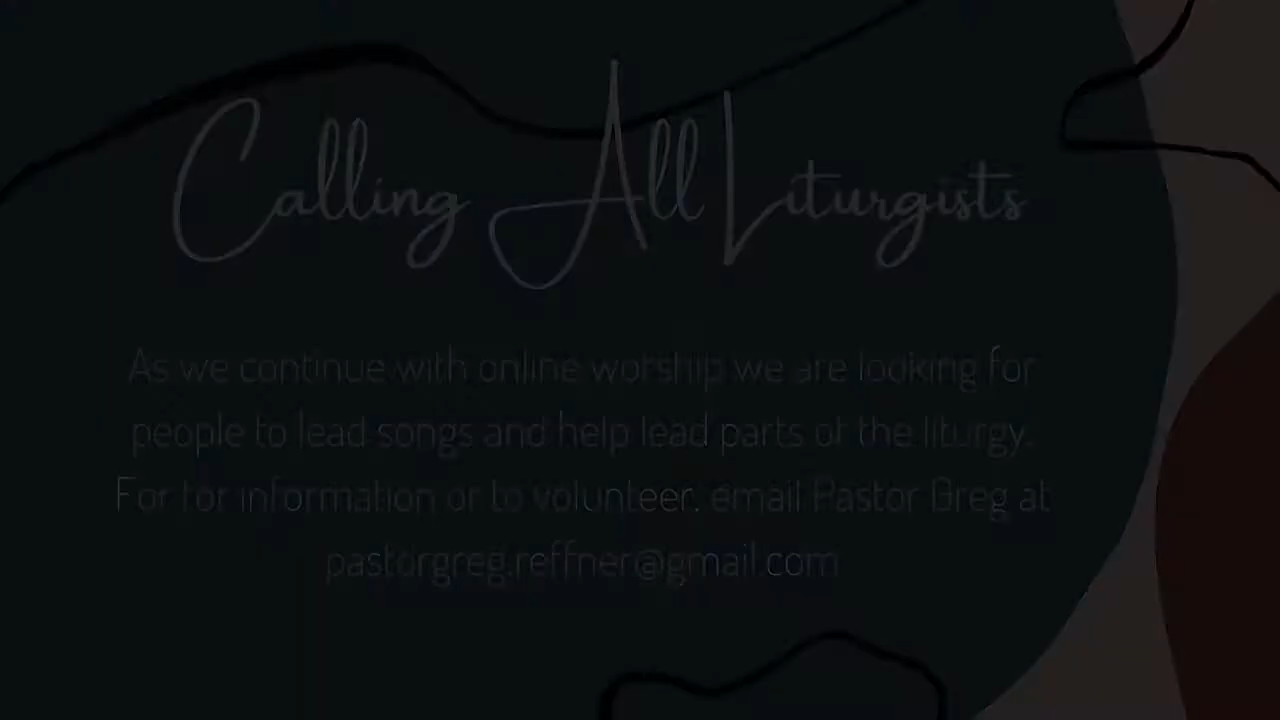 Calling All Liturgists
As we continue with online worship we are looking for
people to lead songs and help lead parts of the liturgy.
For for information or to volunteer, email Pastor Greg at
pastorgreg.reffner@gmail.com